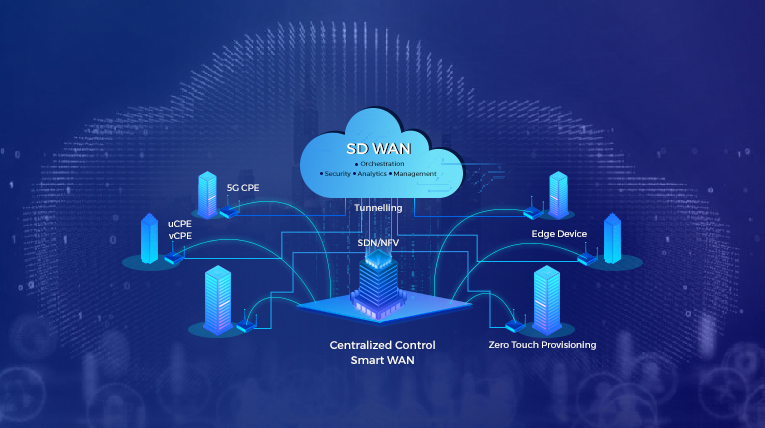 SD WAN
• Orchestration
• Security • Analytics • Management
Tunnelling
5G CPE
uCPE
vCPE
SDN/NFV
Edge Device
Centralized Control
Smart WAN
Zero Touch Provisioning